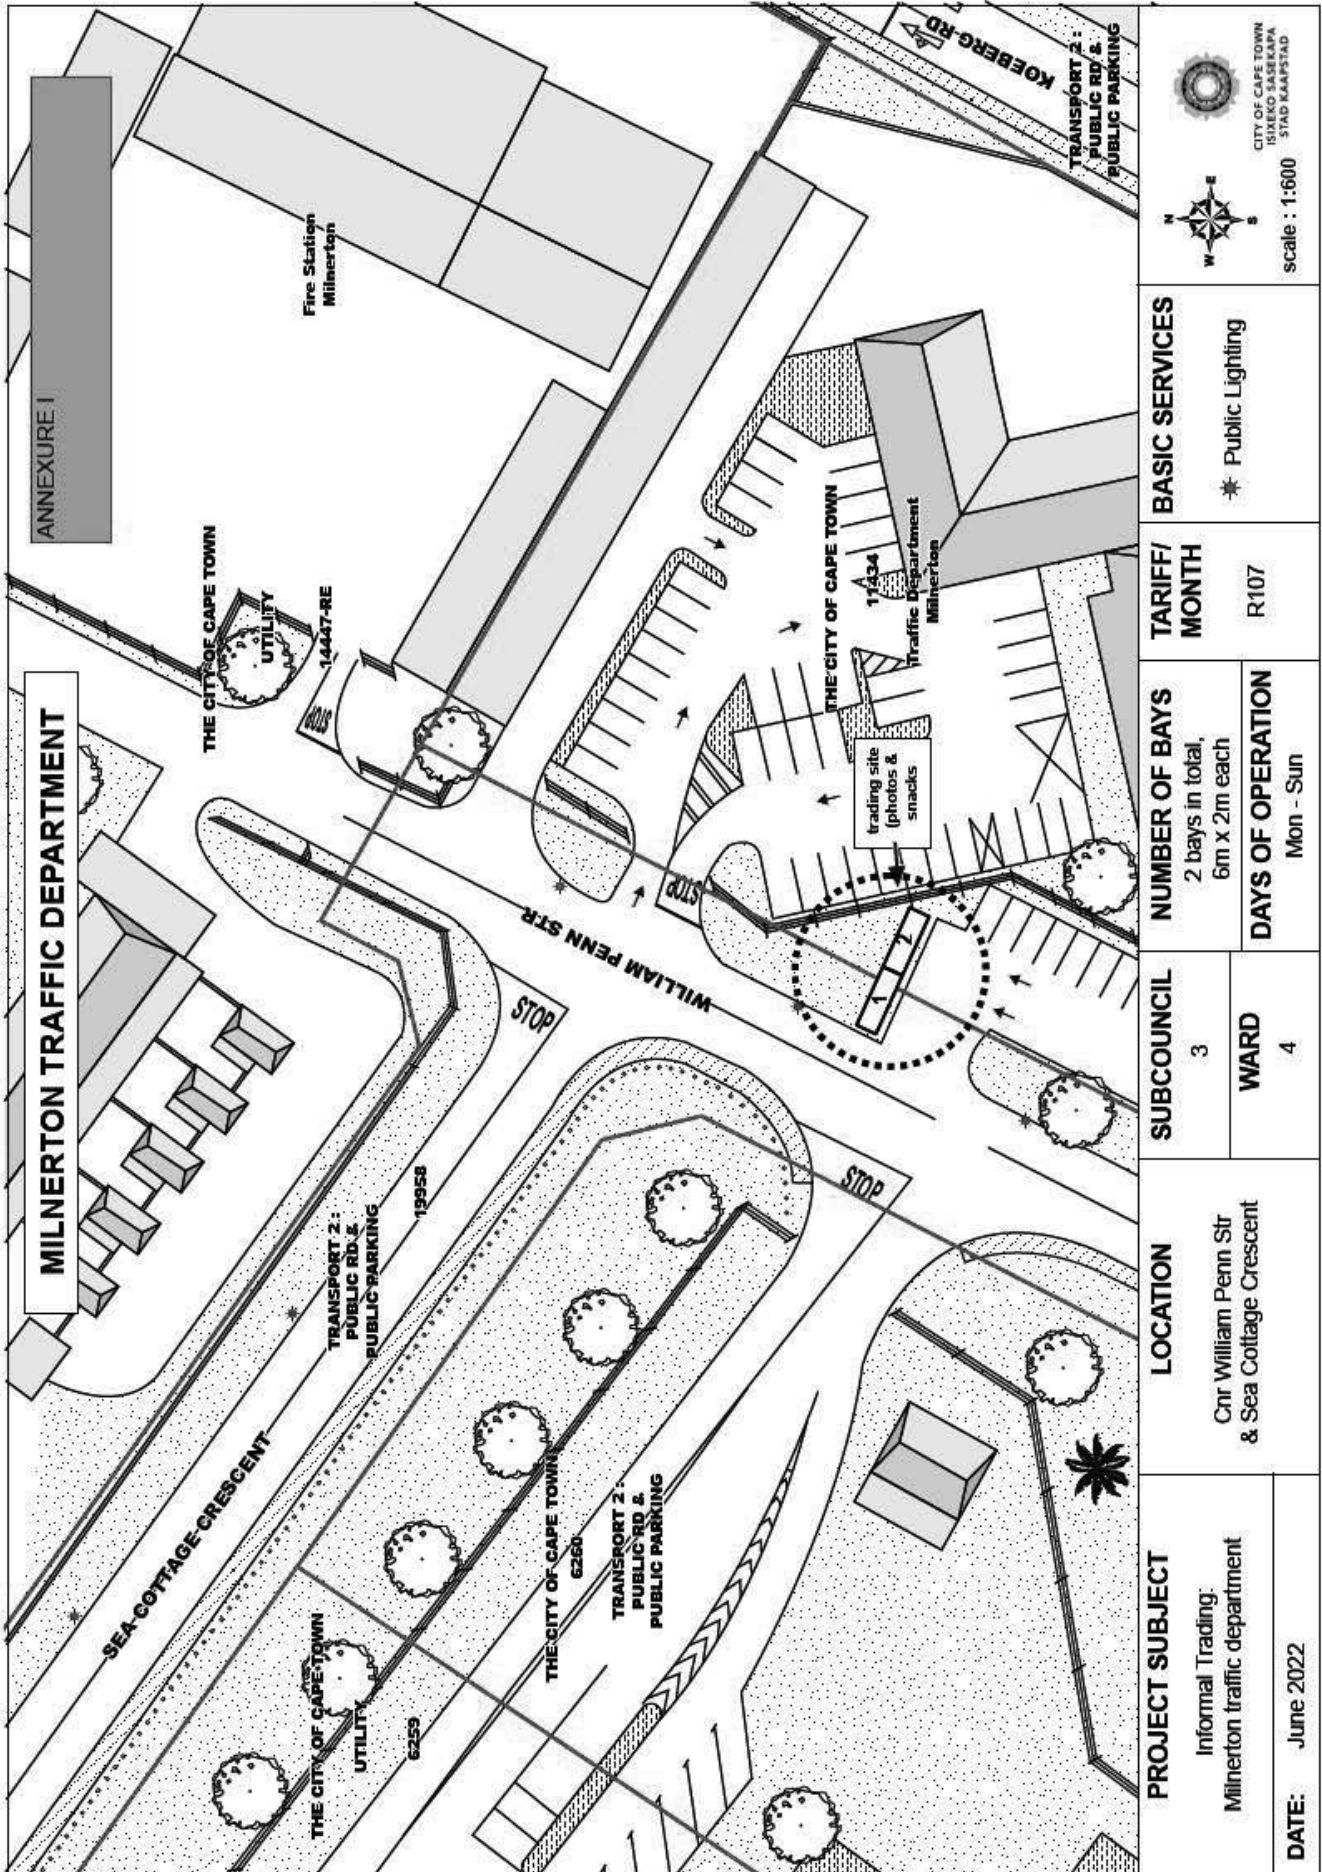 MILNERTON TRAFFIC DEPARTMENT
ANNEXURE I
Fire Station
Milnerton
KOEBERG RD
TRANSPORT 2 :
PUBLIC RD &
PUBLIC PARKING
THE CITY OF CAPE TOWN
UTILITY
14447-RE
STOP
THE CITY OF CAPE TOWN
11434
Traffic Department
Milnerton
trading site
(photos &
snacks
STOP
WILLIAM PENN STR
1
2
STOP
STOP
TRANSPORT 2 :
PUBLIC RD &
PUBLIC PARKING
19958
SEA COTTAGE CRESCENT
THE CITY OF CAPE TOWN
6260
TRANSPORT 2 :
PUBLIC RD &
PUBLIC PARKING
THE CITY OF CAPE TOWN
UTILITY
6259
PROJECT SUBJECT
Informal Trading:
Milnerton traffic department
DATE: June 2022
LOCATION
Cnr William Penn Str
& Sea Cottage Crescent
SUBCOUNCIL
3
WARD
4
NUMBER OF BAYS
2 bays in total,
6m x 2m each
DAYS OF OPERATION
Mon - Sun
TARIFF/
MONTH
R107
BASIC SERVICES
Public Lighting
N
W
E
S
scale : 1:600
CITY OF CAPE TOWN
ISIXEKO SASEKAPA
STAD KAAPSTAD